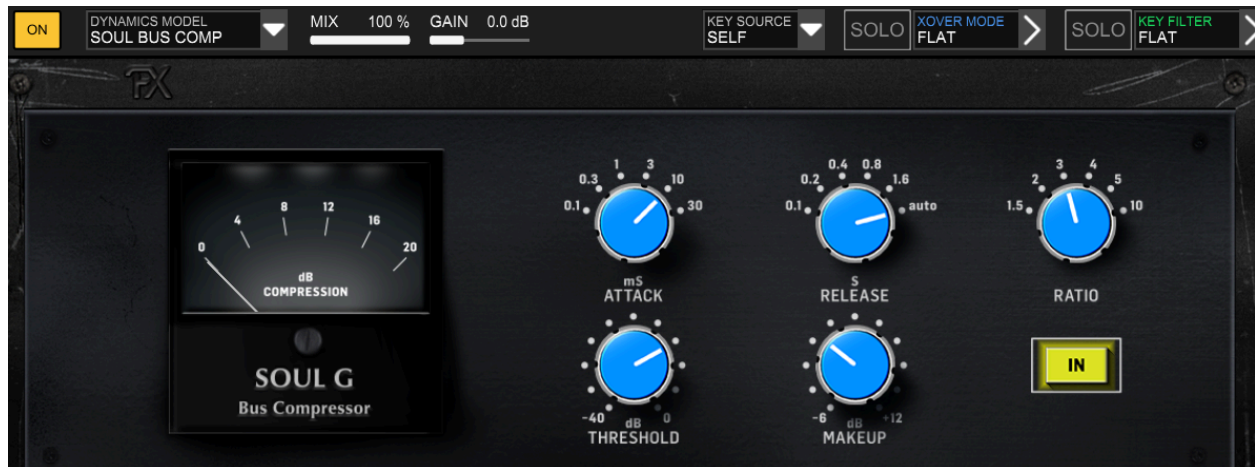 ON
DYNAMICS MODEL
SOUL BUS COMP
MIX 100 %
GAIN 0.0 dB
KEY SOURCE
SELF
SOLO
XOVER MODE
FLAT
SOLO
KEY FILTER
FLAT
FX
0 4 8 12 16 20
dB
COMPRESSION
SOUL G
Bus Compressor
0.1 0.3 1 3 10 30
mS
ATTACK
0.1 0.2 0.4 0.8 1.6 auto
S
RELEASE
1.5 2 3 4 5 10
RATIO
-40 dB 0
THRESHOLD
-6 dB +12
MAKEUP
IN